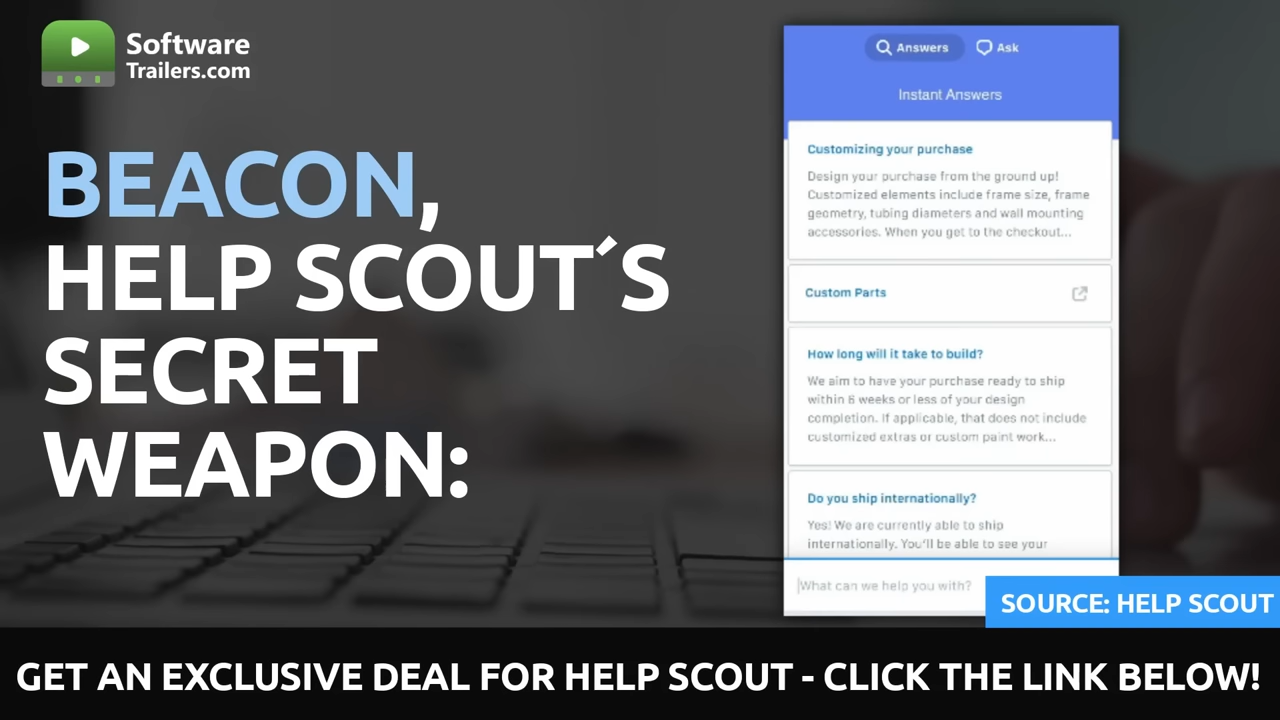 Software
Trailers.com
BEACON,
HELP SCOUT´S
SECRET
WEAPON:
Answers
Ask
Instant Answers
Customizing your purchase
Design your purchase from the ground up!
Customized elements include frame size, frame
geometry, tubing diameters and wall mounting
accessories. When you get to the checkout...
Custom Parts
How long will it take to build?
We aim to have your purchase ready to ship
within 6 weeks or less of your design
completion. If applicable, that does not include
customized extras or custom paint work...
Do you ship internationally?
Yes! We are currently able to ship
internationally. You'll be able to see your
What can we help you with?
SOURCE: HELP SCOUT
GET AN EXCLUSIVE DEAL FOR HELP SCOUT - CLICK THE LINK BELOW!